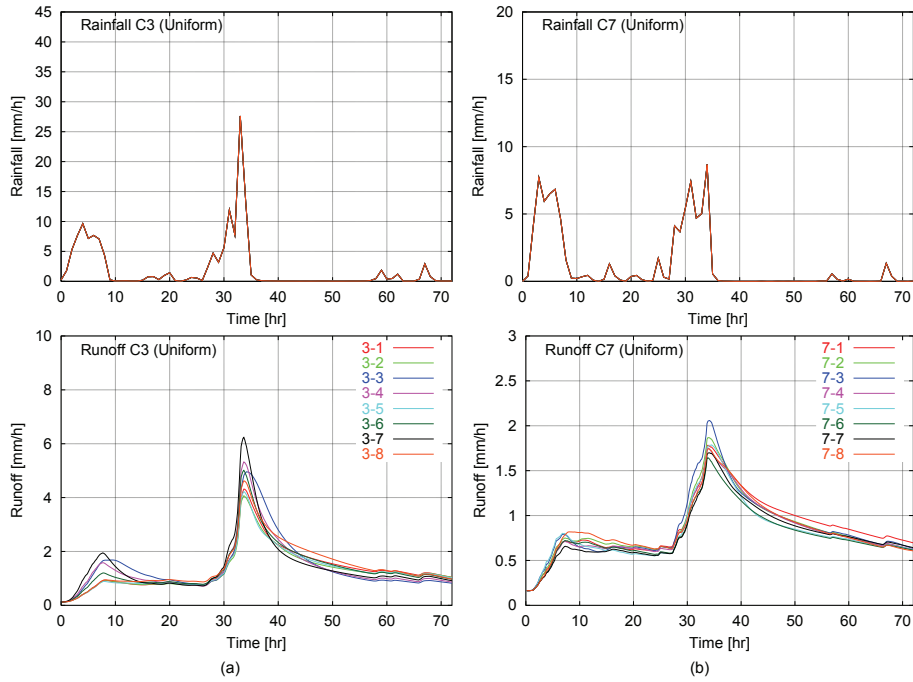 Rainfall C3 (Uniform)
45
40
35
30
25
20
15
10
5
0
Rainfall [mm/h]
0 10 20 30 40 50 60 70
Time [hr]
Rainfall C7 (Uniform)
20
15
10
5
0
Rainfall [mm/h]
0 10 20 30 40 50 60 70
Time [hr]
Runoff C3 (Uniform)
10
8
6
4
2
0
Runoff [mm/h]
3-1
3-2
3-3
3-4
3-5
3-6
3-7
3-8
0 10 20 30 40 50 60 70
Time [hr]
(a)
Runoff C7 (Uniform)
3
2.5
2
1.5
1
0.5
0
Runoff [mm/h]
7-1
7-2
7-3
7-4
7-5
7-6
7-7
7-8
0 10 20 30 40 50 60 70
Time [hr]
(b)